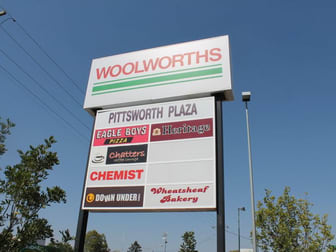 WOOLWORTHS
PITTSWORTH PLAZA
EAGLE BOYS
PIZZA
Heritage
Chatters
CHEMIST
DOWN UNDER
Wheatsheaf
Bakery